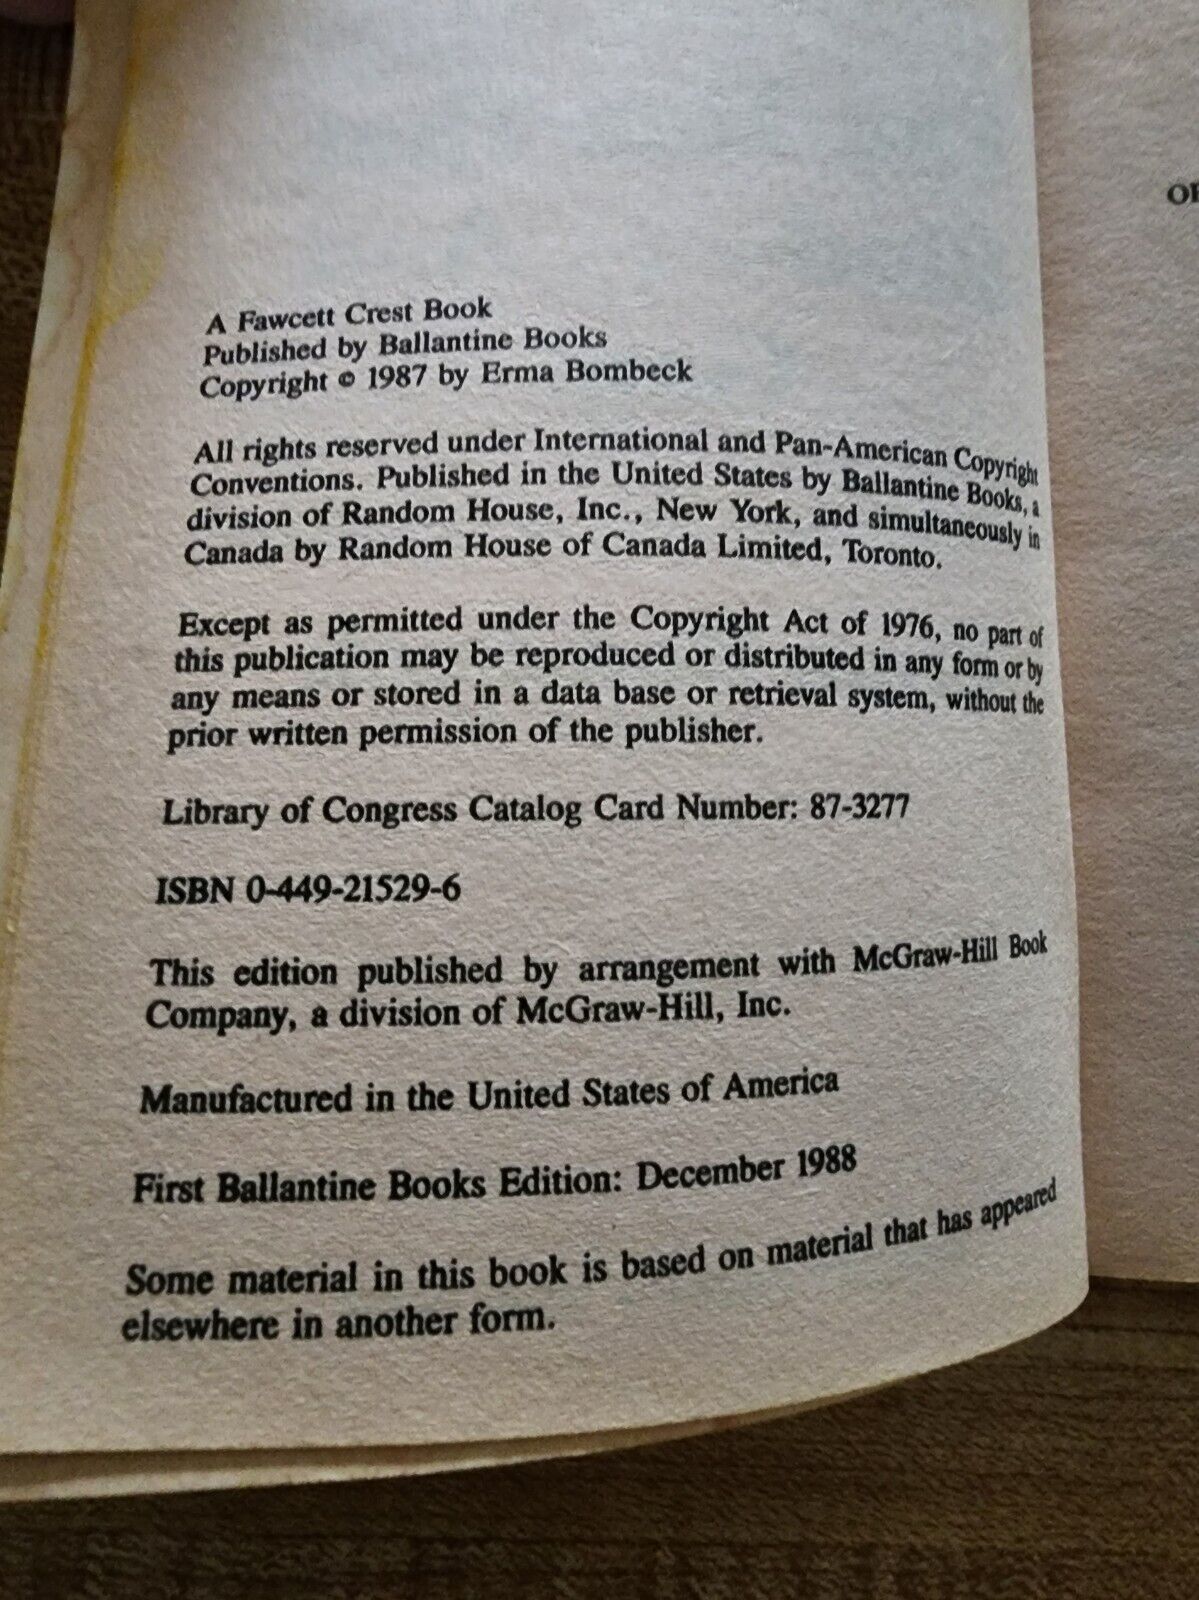 A Fawcett Crest Book
Published by Ballantine Books
Copyright © 1987 by Erma Bombeck
All rights reserved under International and Pan-American Copyright
Conventions. Published in the United States by Ballantine Books, a
division of Random House, Inc., New York, and simultaneously in
Canada by Random House of Canada Limited, Toronto.
Except as permitted under the Copyright Act of 1976, no part of
this publication may be reproduced or distributed in any form or by
any means or stored in a data base or retrieval system, without the
prior written permission of the publisher.
Library of Congress Catalog Card Number: 87-3277
ISBN 0-449-21529-6
This edition published by arrangement with McGraw-Hill Book
Company, a division of McGraw-Hill, Inc.
Manufactured in the United States of America
First Ballantine Books Edition: December 1988
Some material in this book is based on material that has appeared
elsewhere in another form.